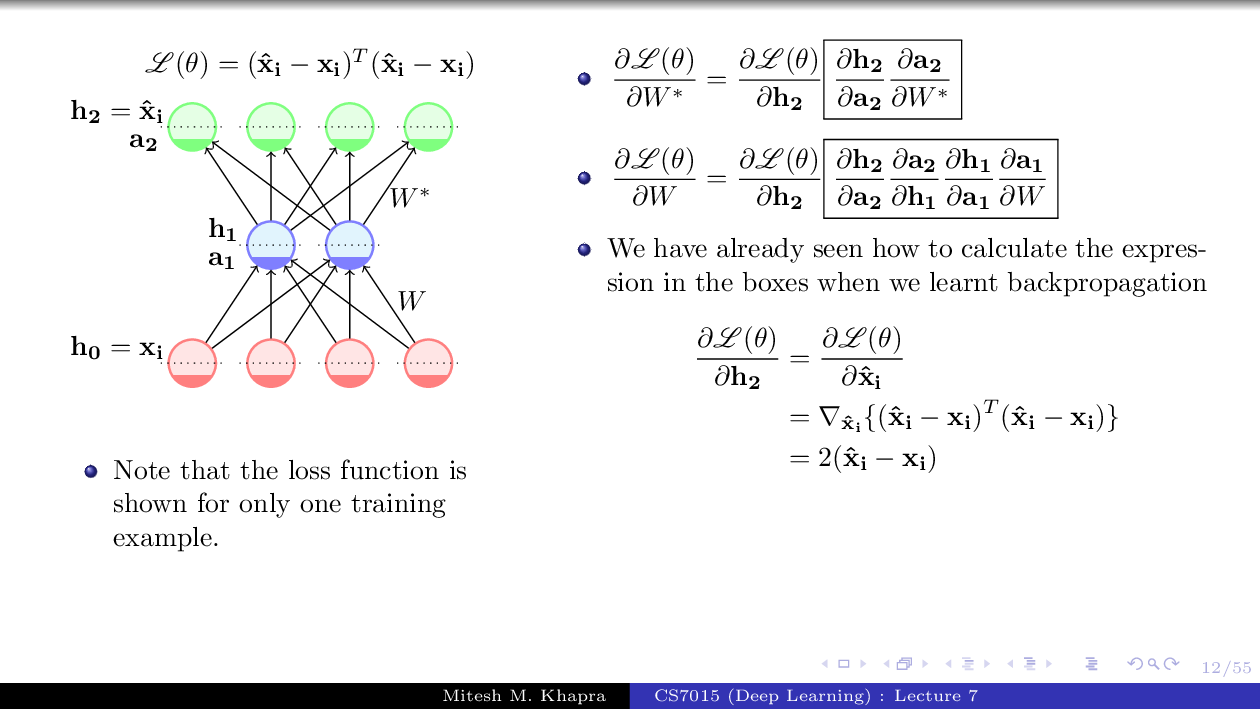 ℒ(θ) = (x̂ᵢ − xᵢ)ᵀ(x̂ᵢ − xᵢ)
h₂ = x̂ᵢ
a₂
W*
h₁
a₁
W
h₀ = xᵢ
• Note that the loss function is
shown for only one training
example.
• ∂ℒ(θ)/∂W* = ∂ℒ(θ)/∂h₂ ∂h₂/∂a₂ ∂a₂/∂W*
• ∂ℒ(θ)/∂W = ∂ℒ(θ)/∂h₂ ∂h₂/∂a₂ ∂a₂/∂h₁ ∂h₁/∂a₁ ∂a₁/∂W
• We have already seen how to calculate the expres-
sion in the boxes when we learnt backpropagation
∂ℒ(θ)/∂h₂ = ∂ℒ(θ)/∂x̂ᵢ
= ∇x̂ᵢ{(x̂ᵢ − xᵢ)ᵀ(x̂ᵢ − xᵢ)}
= 2(x̂ᵢ − xᵢ)
12/55
Mitesh M. Khapra
CS7015 (Deep Learning) : Lecture 7